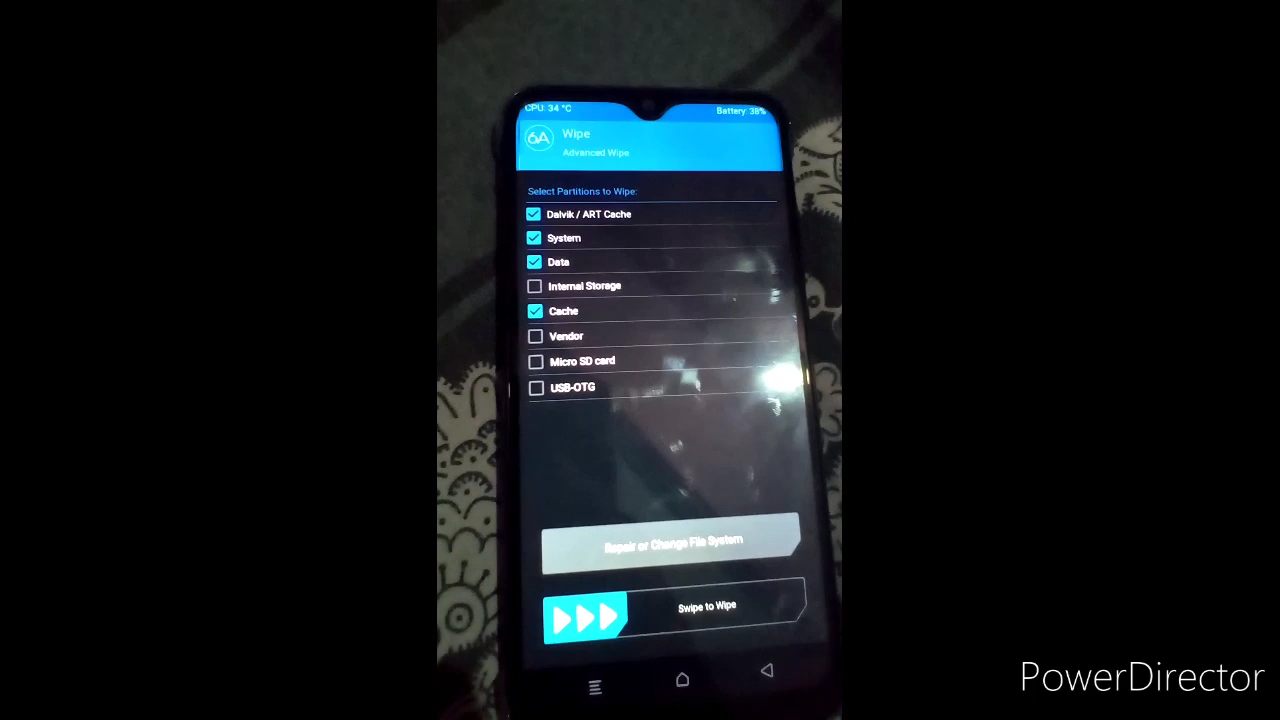 CPU: 34 °C
Battery: 38%
6A
Wipe
Advanced Wipe
Select Partitions to Wipe:
Dalvik / ART Cache
System
Data
Internal Storage
Cache
Vendor
Micro SD card
USB-OTG
Repair or Change File System
Swipe to Wipe
PowerDirector